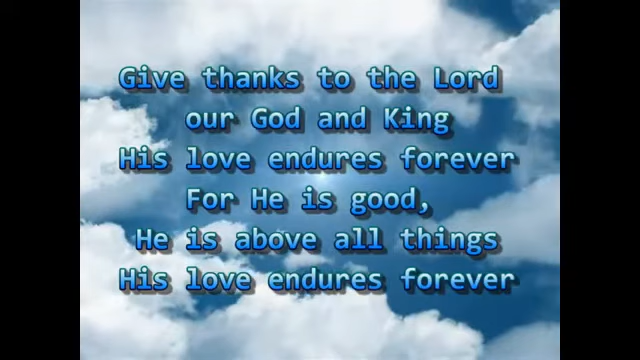 Give thanks to the Lord
our God and King
His love endures forever
For He is good,
He is above all things
His love endures forever